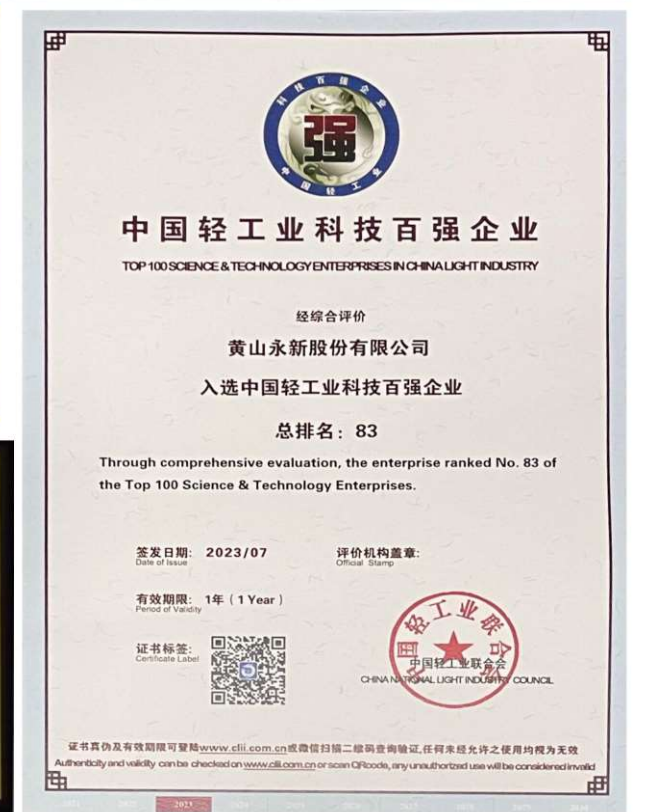 科技百强企业
强
中国轻工业
中国轻工业科技百强企业
TOP 100 SCIENCE & TECHNOLOGY ENTERPRISES IN CHINA LIGHT INDUSTRY
经综合评价
黄山永新股份有限公司
入选中国轻工业科技百强企业
总排名：83
Through comprehensive evaluation, the enterprise ranked No. 83 of
the Top 100 Science & Technology Enterprises.
签发日期: 2023/07
Date of Issue
评价机构盖章:
Official Stamp
有效期限: 1年（1 Year）
Period of Validity
证书标签:
Certificate Label
中国轻工业联合会
中国轻工业联合会
CHINA NATIONAL LIGHT INDUSTRY COUNCIL
证书真伪及有效期限可登陆www.clii.com.cn或微信扫描二维码查询验证,任何未经允许之使用均视为无效
Authenticity and validity can be checked on www.clii.com.cn or scan QRcode, any unauthorized use will be considered invalid
2023